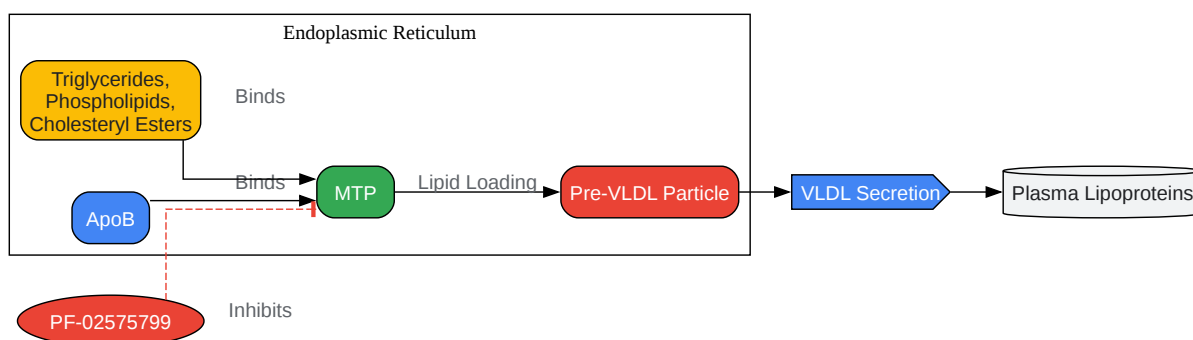 Endoplasmic Reticulum
Triglycerides,
Phospholipids,
Cholesteryl Esters
Binds
Binds
MTP
Lipid Loading
Pre-VLDL Particle
VLDL Secretion
Plasma Lipoproteins
ApoB
Inhibits
PF-02575799